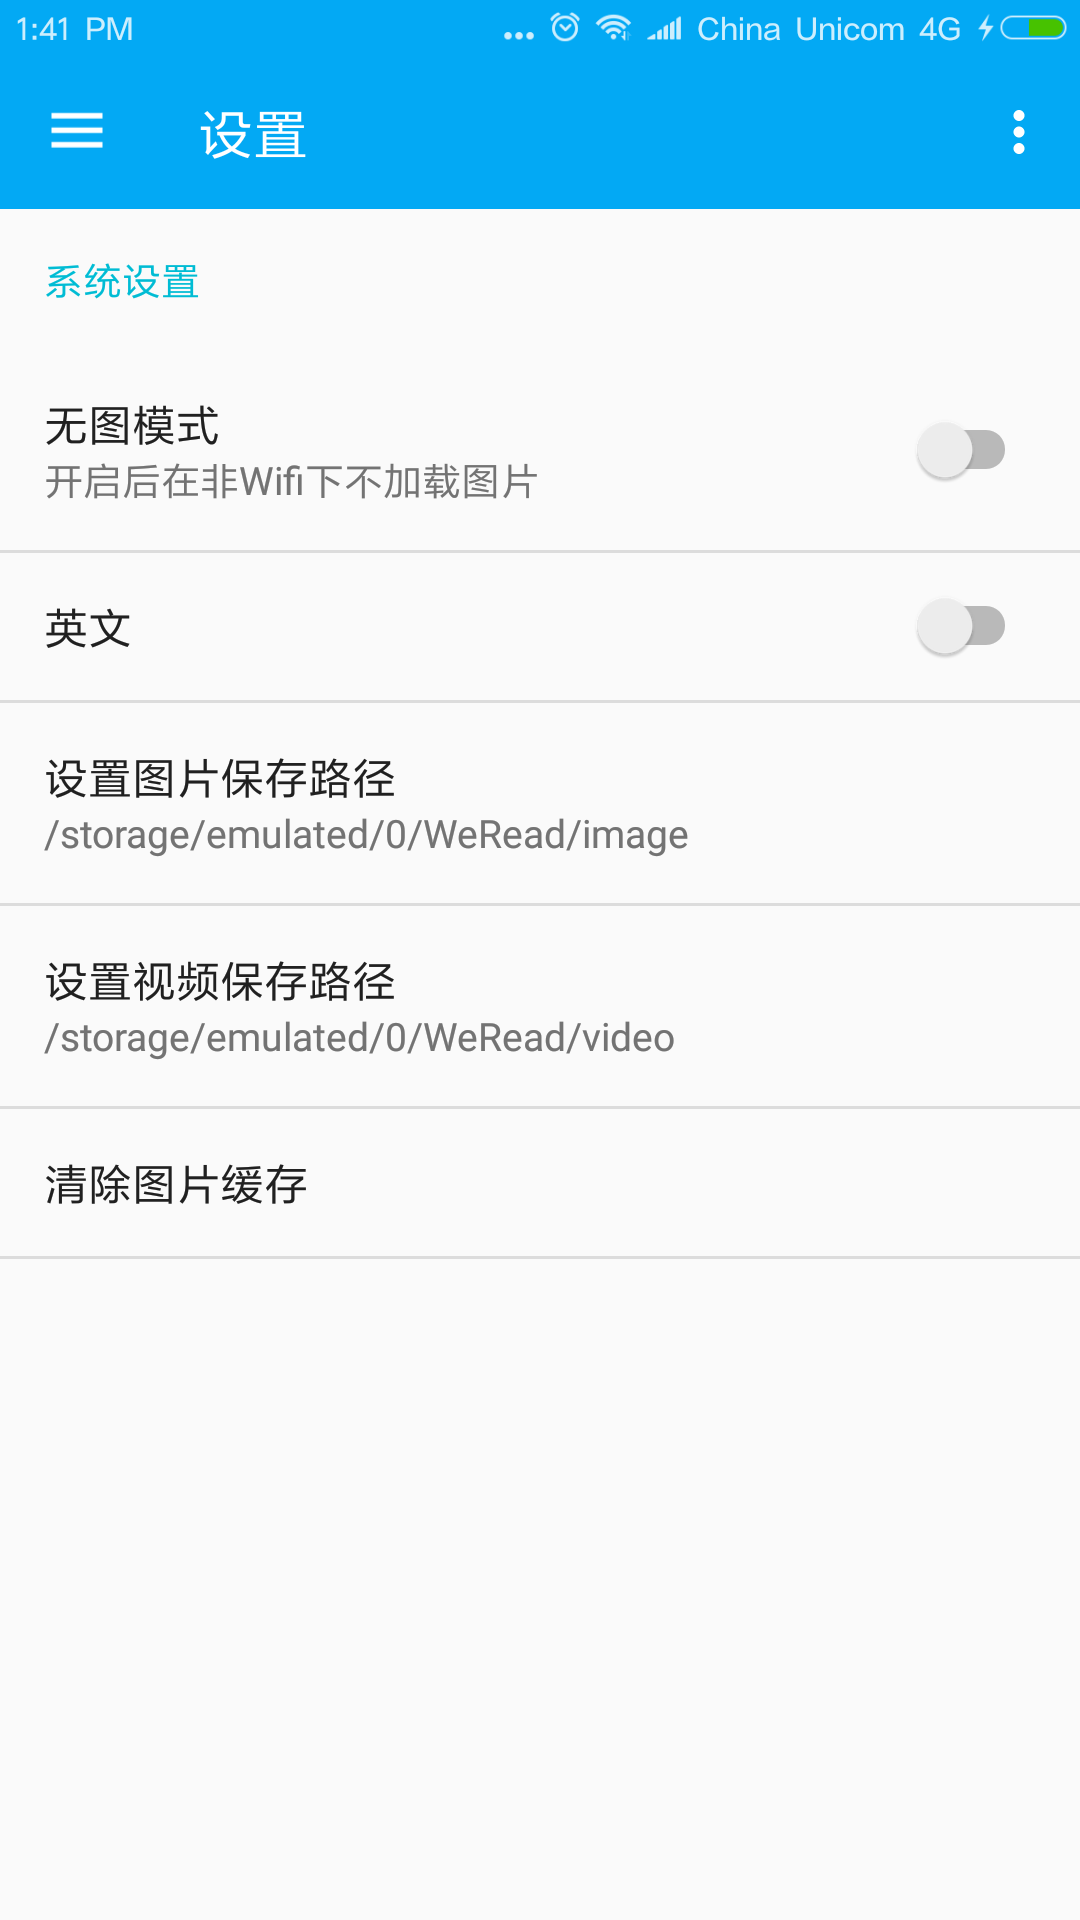 1:41 PM ... China Unicom 4G
设置
系统设置
无图模式
开启后在非Wifi下不加载图片
英文
设置图片保存路径
/storage/emulated/0/WeRead/image
设置视频保存路径
/storage/emulated/0/WeRead/video
清除图片缓存